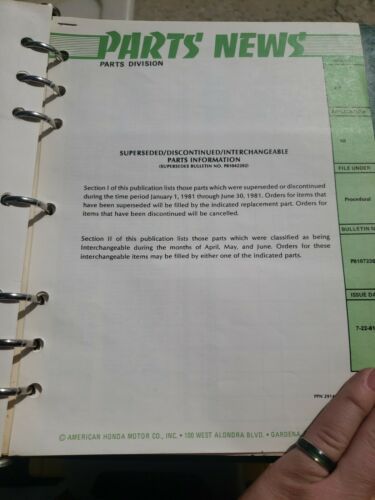 PARTS NEWS
PARTS DIVISION
SUPERSEDED/DISCONTINUED/INTERCHANGEABLE
PARTS INFORMATION
(SUPERSEDES BULLETIN NO. P81042282)
Section I of this publication lists those parts which were superseded or discontinued
during the time period January 1, 1981 through June 30, 1981. Orders for items that
have been superseded will be filled by the indicated replacement part. Orders for
items that have been discontinued will be cancelled.
Section II of this publication lists those parts which were classified as being
Interchangeable during the months of April, May, and June. Orders for these
interchangeable items may be filled by either one of the indicated parts.
FILE UNDER:
Procedural
BULLETIN N
ISSUE DA
7-22-81
PPN 291
© AMERICAN HONDA MOTOR CO., INC. • 100 WEST ALONDRA BLVD. • GARDENA